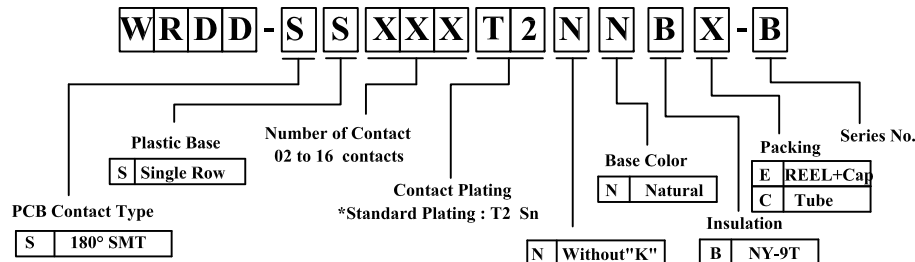 WRDD-SSXXXT2NNBX-B
Series No.
Plastic Base
Number of Contact
02 to 16 contacts
Packing
S Single Row
Base Color
E REEL+Cap
Contact Plating
N Natural
C Tube
PCB Contact Type
*Standard Plating : T2 Sn
Insulation
S 180° SMT
N Without"K"
B NY-9T